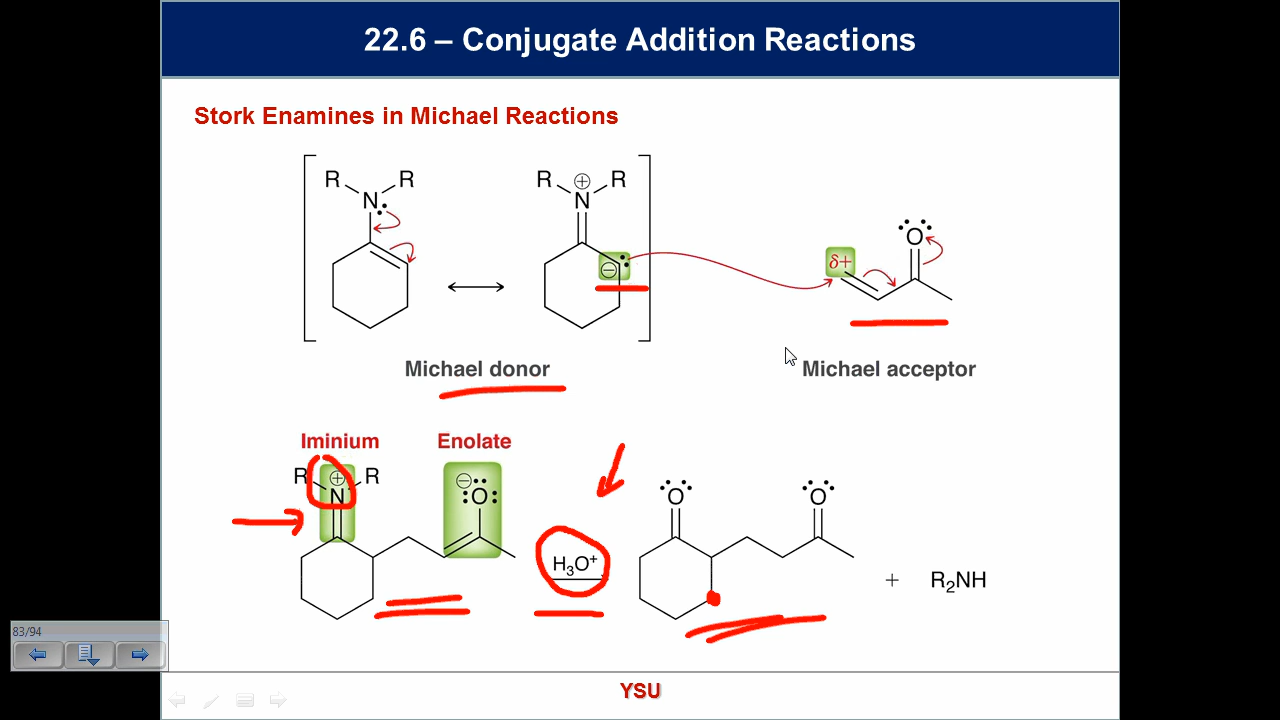 22.6 – Conjugate Addition Reactions
Stork Enamines in Michael Reactions
R R R ⊕ R
N: N
:O:
δ+
⊖:
Michael donor Michael acceptor
Iminium Enolate
R ⊕ R ⊖
N :O: :O: :O:
H₃O⁺
+ R₂NH
83/94
YSU